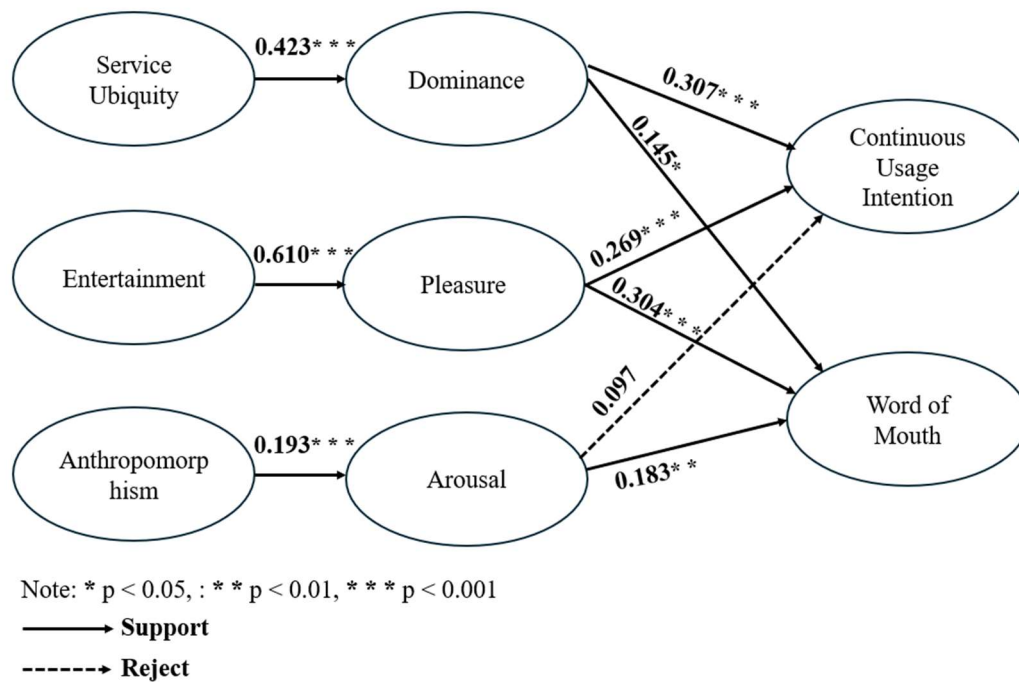 Service
Ubiquity
0.423***
Dominance
0.307***
0.145*
Continuous
Usage
Intention
Entertainment
0.610***
Pleasure
0.269***
0.304***
Anthropomorp
hism
0.193***
Arousal
0.097
0.183**
Word of
Mouth
Note: * p < 0.05, : ** p < 0.01, *** p < 0.001
Support
Reject